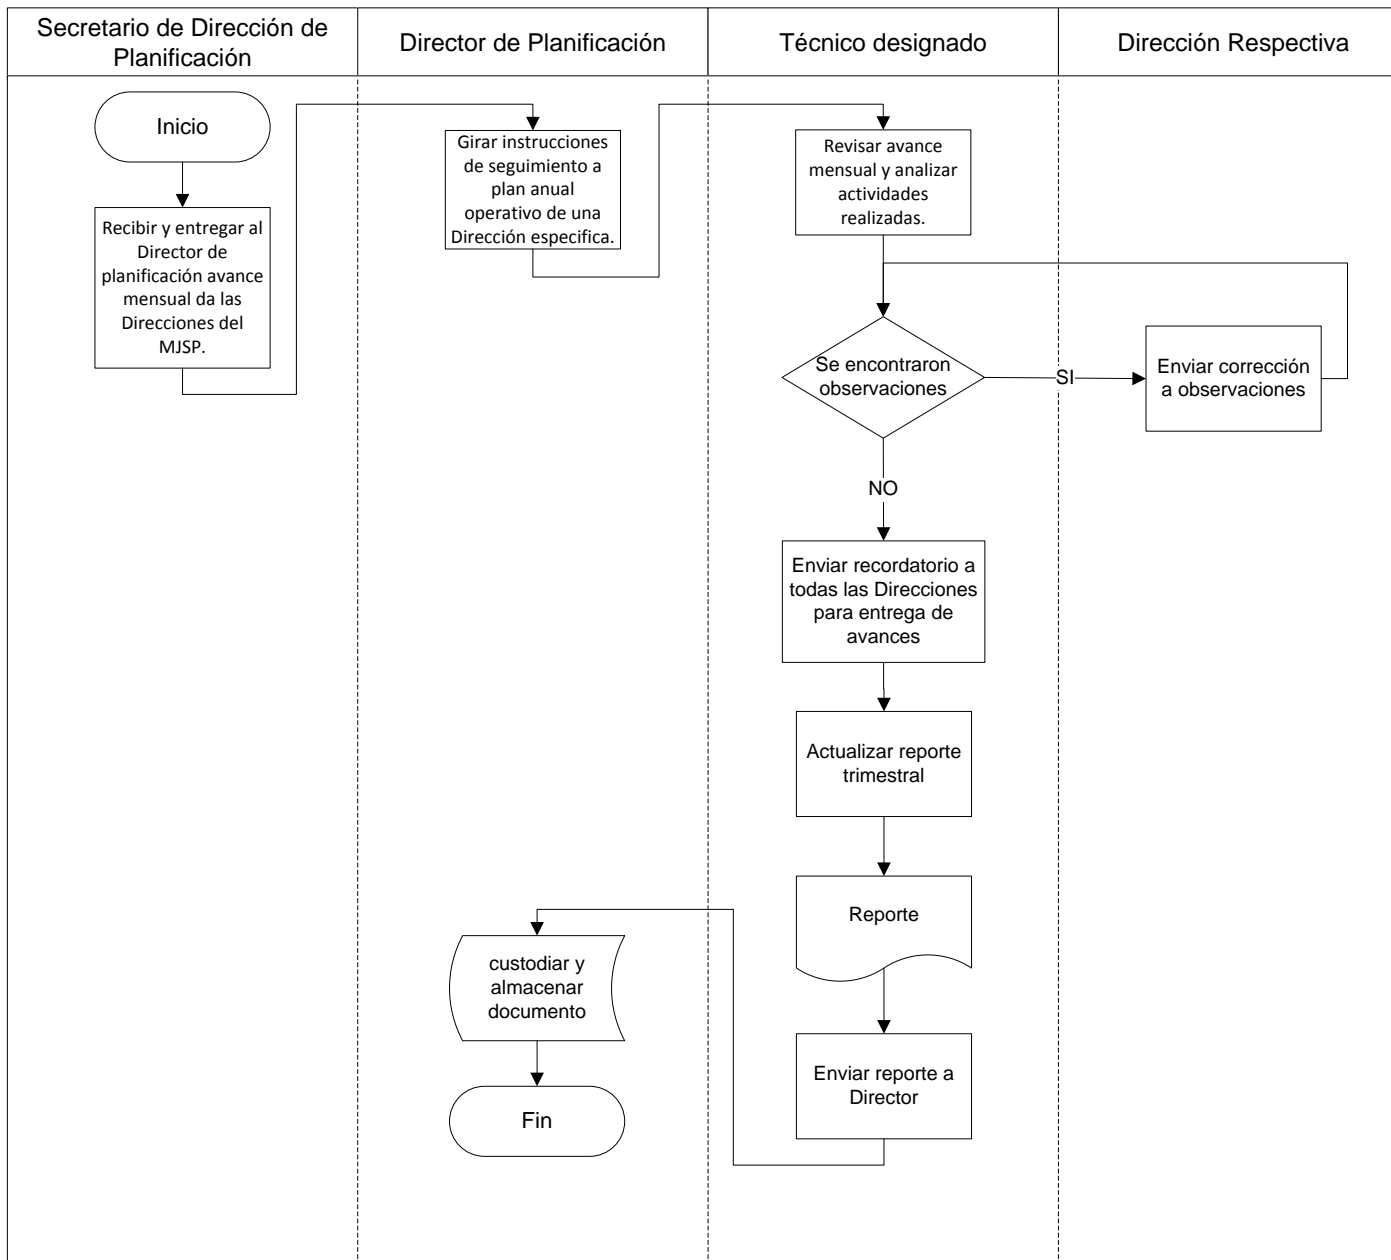 Secretario de Dirección de
Planificación
Director de Planificación
Técnico designado
Dirección Respectiva
Inicio
Recibir y entregar al
Director de
planificación avance
mensual da las
Direcciones del
MJSP.
Girar instrucciones
de seguimiento a
plan anual
operativo de una
Dirección especifica.
Revisar avance
mensual y analizar
actividades
realizadas.
Se encontraron
observaciones
SI
Enviar corrección
a observaciones
NO
Enviar recordatorio a
todas las Direcciones
para entrega de
avances
Actualizar reporte
trimestral
Reporte
Enviar reporte a
Director
custodiar y
almacenar
documento
Fin